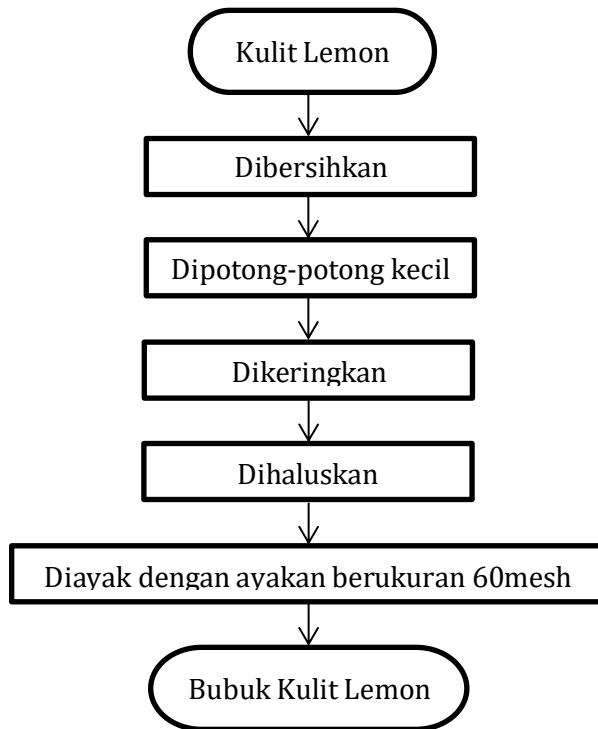 Kulit Lemon
Dibersihkan
Dipotong-potong kecil
Dikeringkan
Dihaluskan
Diayak dengan ayakan berukuran 60mesh
Bubuk Kulit Lemon